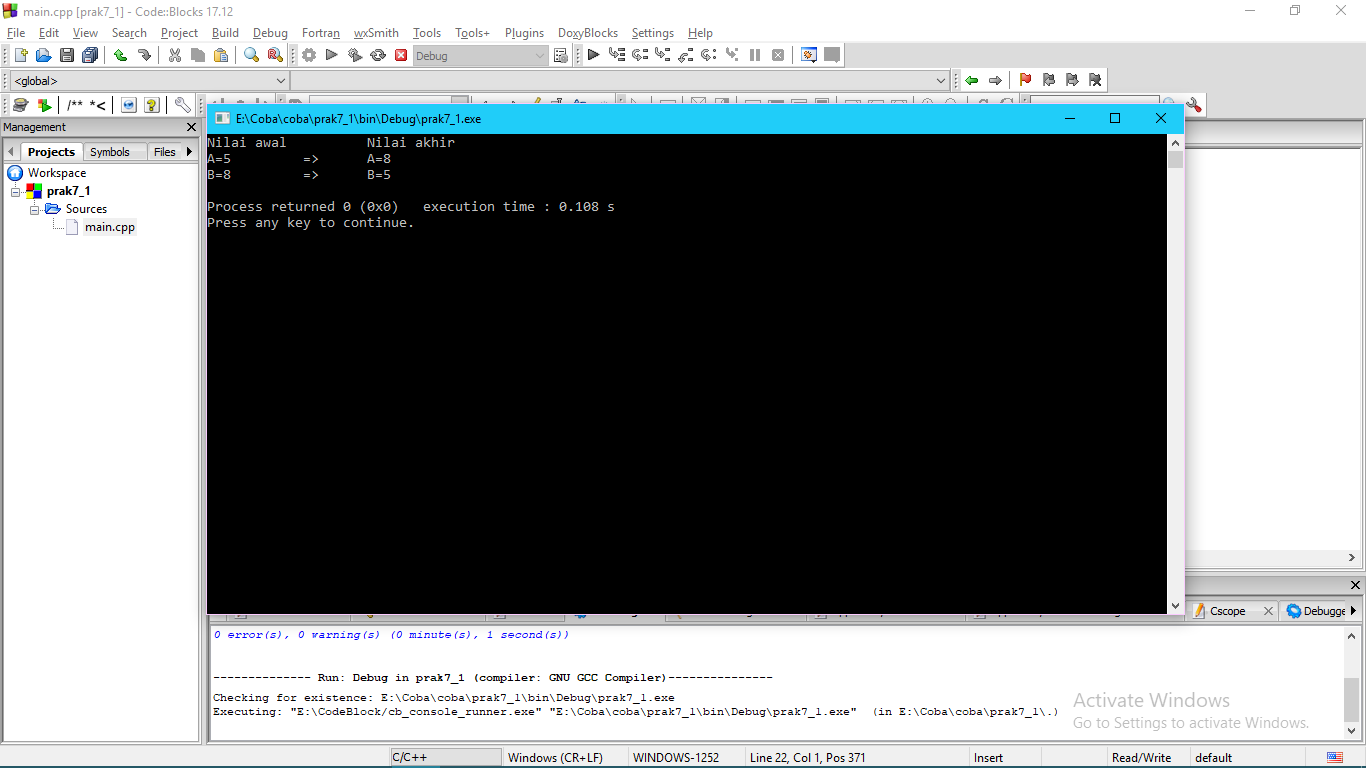 main.cpp [prak7_1] - Code::Blocks 17.12
File Edit View Search Project Build Debug Fortran wxSmith Tools Tools+ Plugins DoxyBlocks Settings Help
Debug
<global>
/** *<
Management
E:\Coba\coba\prak7_1\bin\Debug\prak7_1.exe
Projects Symbols Files
Workspace
prak7_1
Sources
main.cpp
Nilai awal Nilai akhir
A=5 => A=8
B=8 => B=5
Process returned 0 (0x0) execution time : 0.108 s
Press any key to continue.
Cscope Debugge
0 error(s), 0 warning(s) (0 minute(s), 1 second(s))
-------------- Run: Debug in prak7_1 (compiler: GNU GCC Compiler)---------------
Checking for existence: E:\Coba\coba\prak7_1\bin\Debug\prak7_1.exe
Executing: "E:\CodeBlock/cb_console_runner.exe" "E:\Coba\coba\prak7_1\bin\Debug\prak7_1.exe" (in E:\Coba\coba\prak7_1\.)
Activate Windows
Go to Settings to activate Windows.
C/C++ Windows (CR+LF) WINDOWS-1252 Line 22, Col 1, Pos 371 Insert Read/Write default